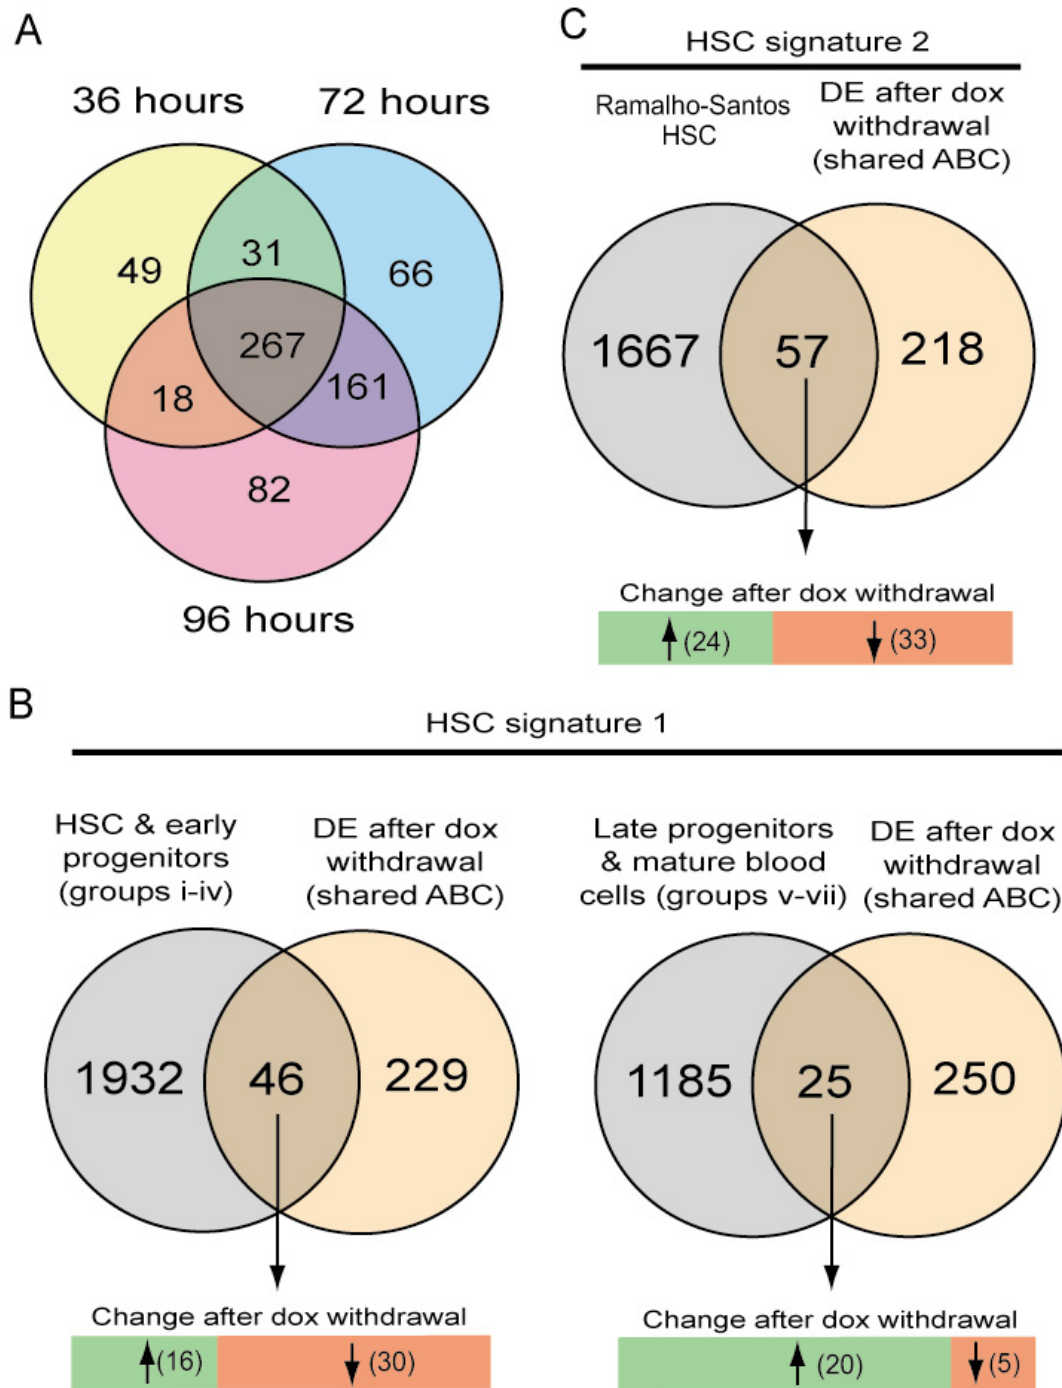 A
36 hours
72 hours
49
31
66
267
18
161
82
96 hours
C
HSC signature 2
Ramalho-Santos
HSC
DE after dox
withdrawal
(shared ABC)
1667
57
218
Change after dox withdrawal
(24)
(33)
B
HSC signature 1
HSC & early
progenitors
(groups i-iv)
DE after dox
withdrawal
(shared ABC)
1932
46
229
Change after dox withdrawal
(16)
(30)
Late progenitors
& mature blood
cells (groups v-vii)
DE after dox
withdrawal
(shared ABC)
1185
25
250
Change after dox withdrawal
(20)
(5)